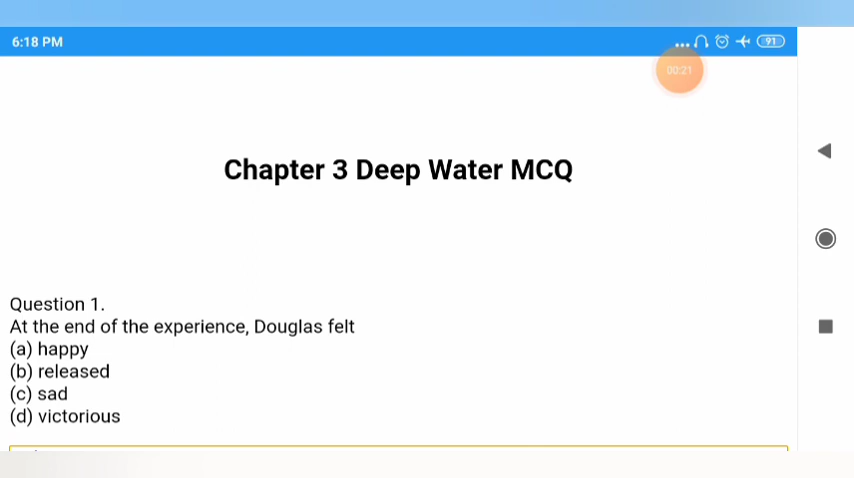 6:18 PM
91
00:21
Chapter 3 Deep Water MCQ
Question 1.
At the end of the experience, Douglas felt
(a) happy
(b) released
(c) sad
(d) victorious